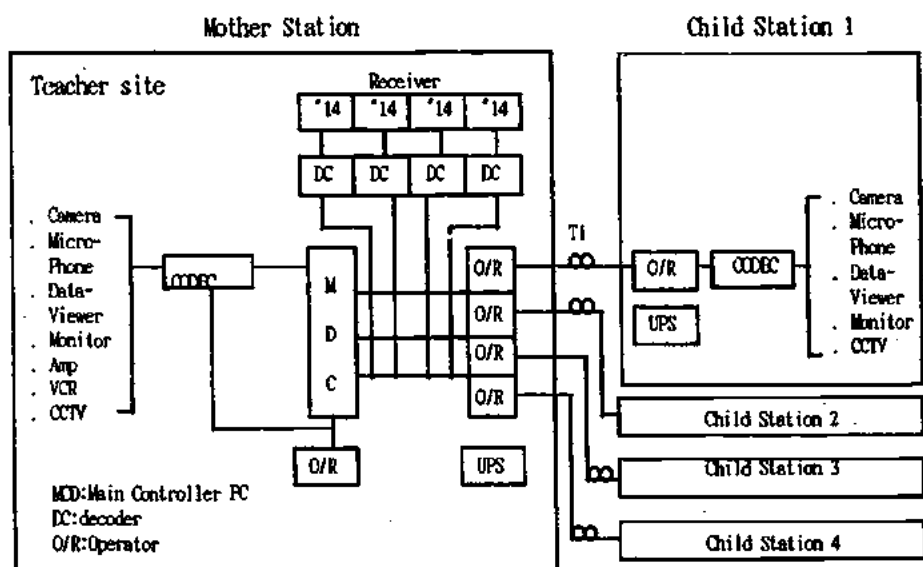 Mother Station
Child Station 1
Teacher site
Receiver
"14 "14 "14 "14
DC DC DC DC
. Camera
. Micro-
Phone
. Data-
Viewer
. Monitor
. Amp
. VCR
. CCTV
CODEC
M
D
C
O/R
O/R
O/R
O/R
O/R
UPS
T1
O/R
CODEC
UPS
. Camera
. Micro-
Phone
. Data-
Viewer
. Monitor
. CCTV
Child Station 2
Child Station 3
Child Station 4
MCD:Main Controller PC
DC:decoder
O/R:Operator